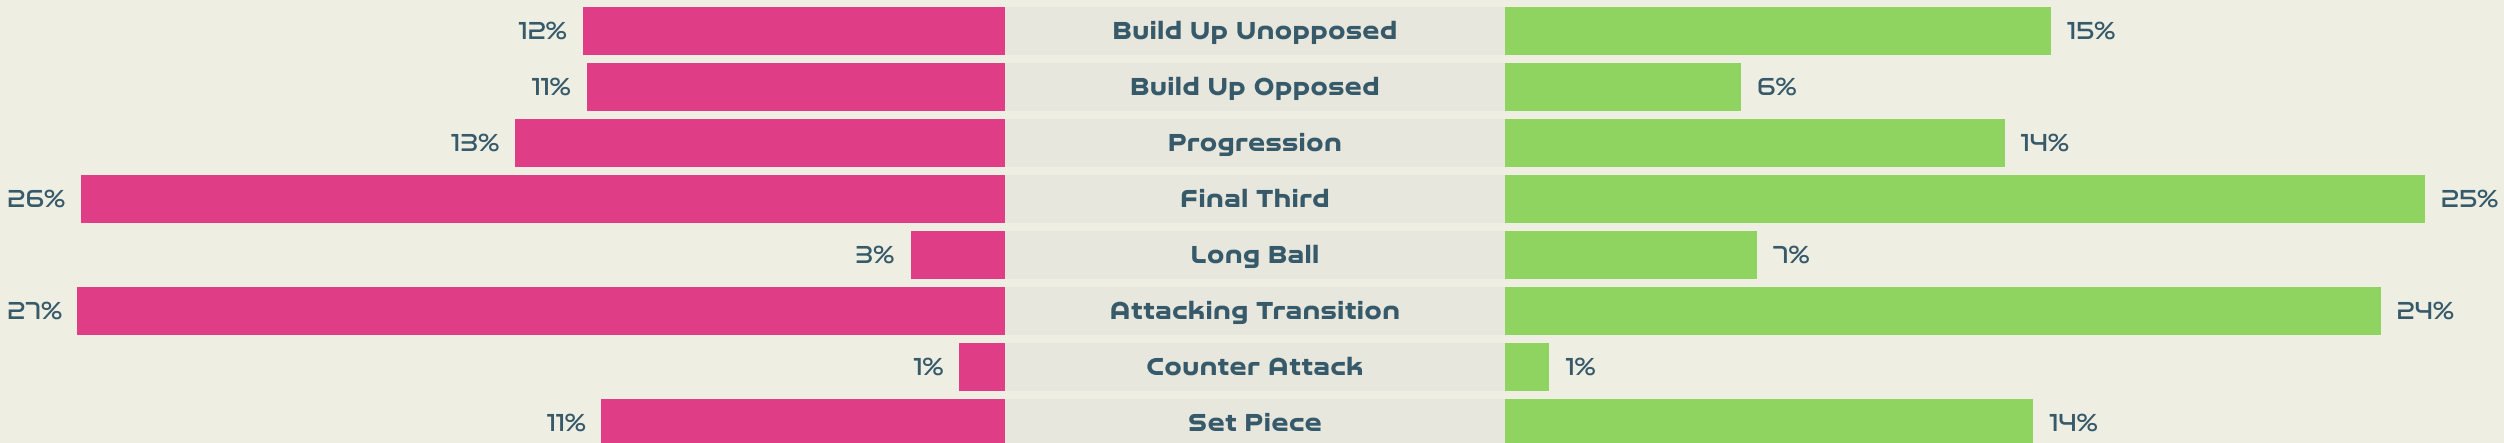 12% Build Up Unopposed 15%
11% Build Up Opposed 6%
13% Progression 14%
26% Final Third 25%
3% Long Ball 7%
27% Attacking Transition 24%
1% Counter Attack 1%
11% Set Piece 14%